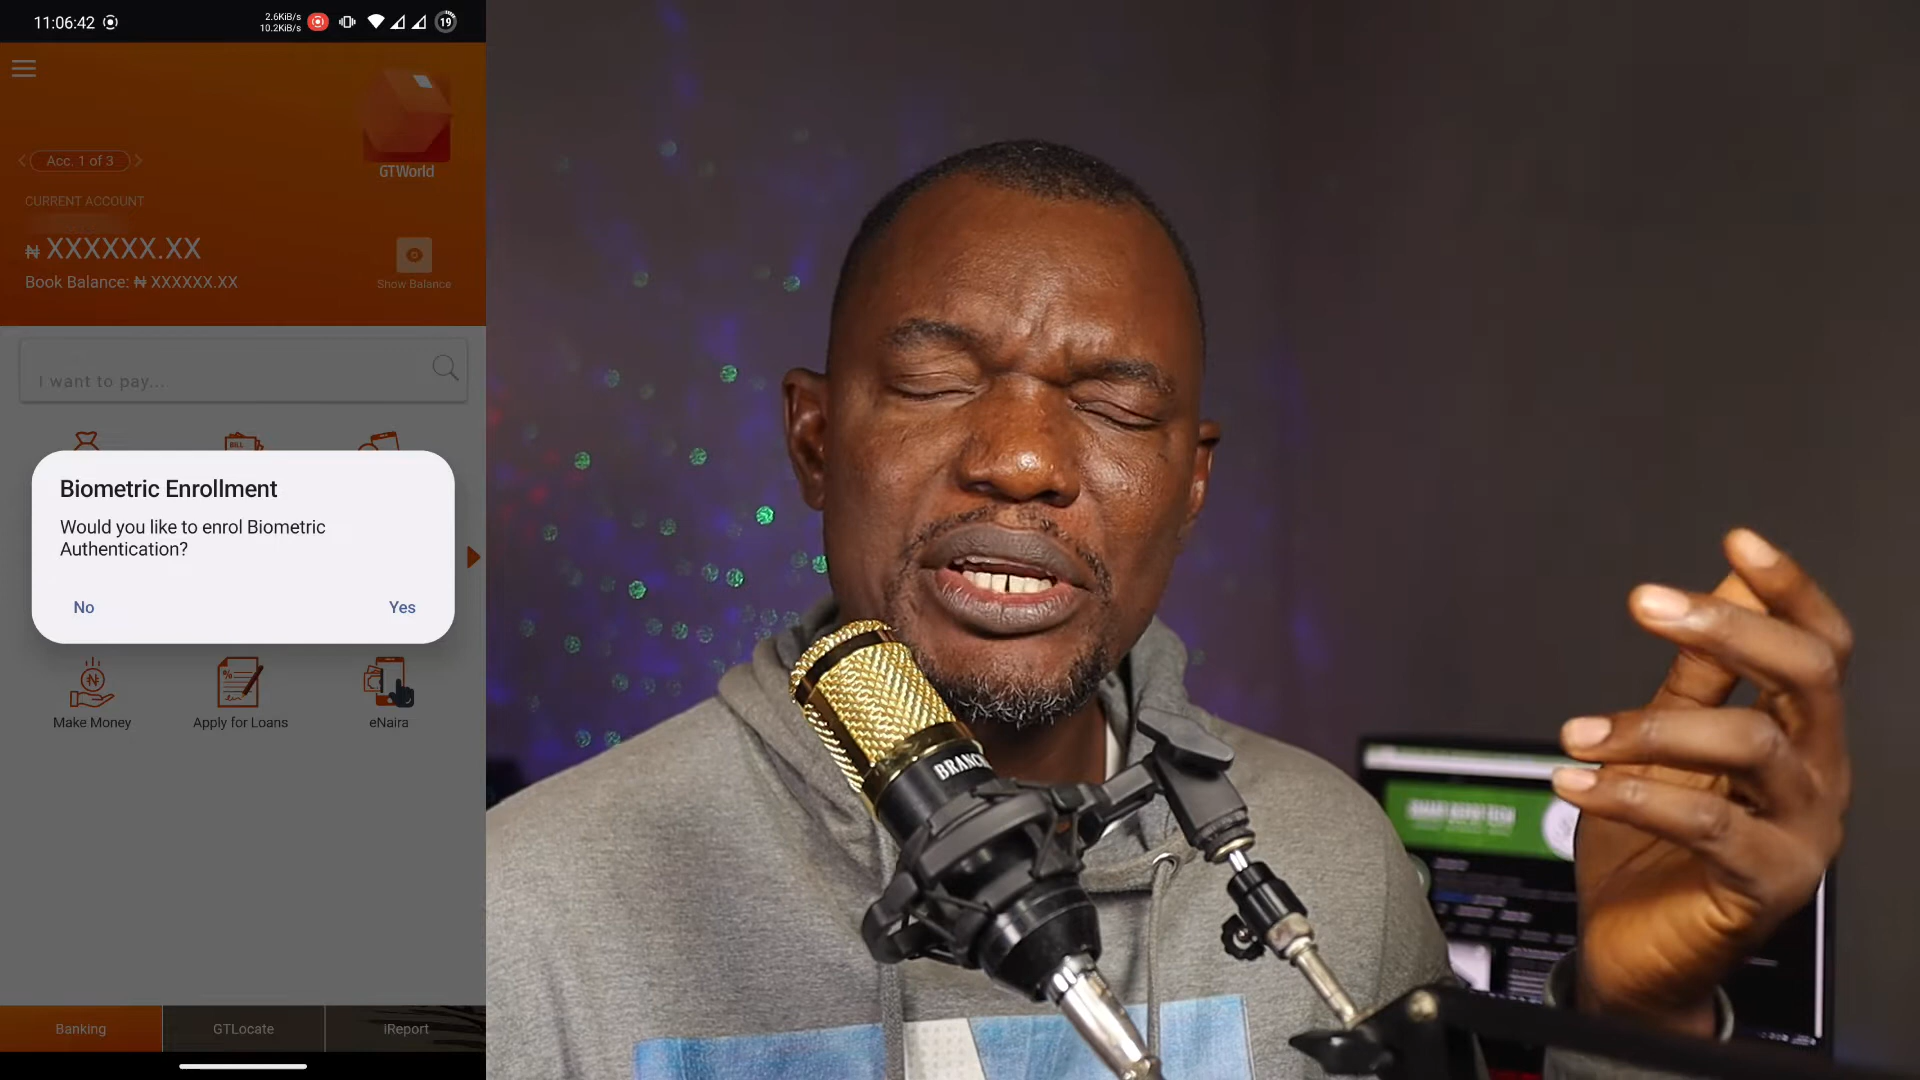 11:06:42
2.6KiB/s
10.2KiB/s
19
GTWorld
Acc. 1 of 3
CURRENT ACCOUNT
₦ XXXXXX.XX
Book Balance: ₦ XXXXXX.XX
Show Balance
I want to pay...
BILL
Biometric Enrollment
Would you like to enrol Biometric
Authentication?
No
Yes
Make Money
Apply for Loans
eNaira
Banking
GTLocate
iReport